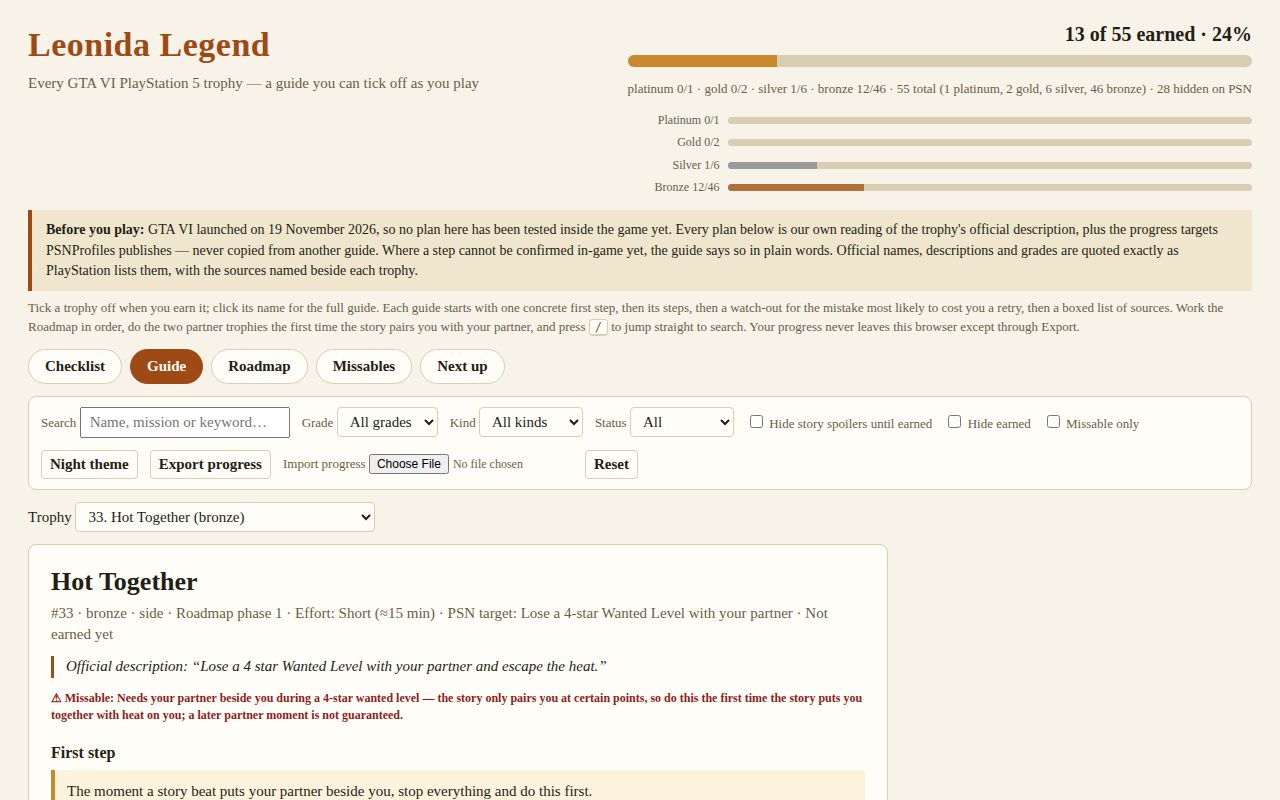 Leonida Legend
Every GTA VI PlayStation 5 trophy — a guide you can tick off as you play
13 of 55 earned · 24%
platinum 0/1 · gold 0/2 · silver 1/6 · bronze 12/46 · 55 total (1 platinum, 2 gold, 6 silver, 46 bronze) · 28 hidden on PSN
Platinum 0/1
Gold 0/2
Silver 1/6
Bronze 12/46
Before you play: GTA VI launched on 19 November 2026, so no plan here has been tested inside the game yet. Every plan below is our own reading of the trophy's official description, plus the progress targets
PSNProfiles publishes — never copied from another guide. Where a step cannot be confirmed in-game yet, the guide says so in plain words. Official names, descriptions and grades are quoted exactly as
PlayStation lists them, with the sources named beside each trophy.
Tick a trophy off when you earn it; click its name for the full guide. Each guide starts with one concrete first step, then its steps, then a watch-out for the mistake most likely to cost you a retry, then a boxed list of sources. Work the
Roadmap in order, do the two partner trophies the first time the story pairs you with your partner, and press / to jump straight to search. Your progress never leaves this browser except through Export.
Checklist Guide Roadmap Missables Next up
Search Name, mission or keyword… Grade All grades Kind All kinds Status All Hide story spoilers until earned Hide earned Missable only
Night theme Export progress Import progress Choose File No file chosen Reset
Trophy 33. Hot Together (bronze)
Hot Together
#33 · bronze · side · Roadmap phase 1 · Effort: Short (≈15 min) · PSN target: Lose a 4-star Wanted Level with your partner · Not
earned yet
Official description: “Lose a 4 star Wanted Level with your partner and escape the heat.”
⚠ Missable: Needs your partner beside you during a 4-star wanted level — the story only pairs you at certain points, so do this the first time the story puts you
together with heat on you; a later partner moment is not guaranteed.
First step
The moment a story beat puts your partner beside you, stop everything and do this first.